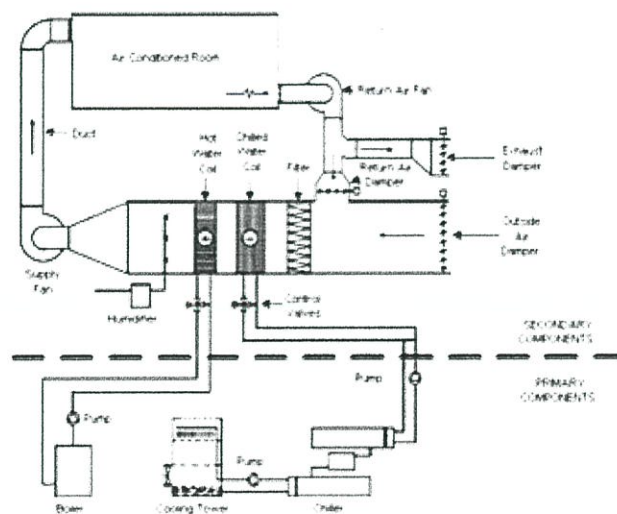 Air Conditioned Room
Return Air Fan
Duct
Hot
Water
Coil
Chilled
Water
Coil
Filter
Return Air
Damper
Exhaust
Damper
Outside
Air
Damper
Supply
Fan
Humidifier
Control
Valves
SECONDARY
COMPONENTS
Pump
PRIMARY
COMPONENTS
Pump
Pump
Boiler
Cooling Tower
Chiller